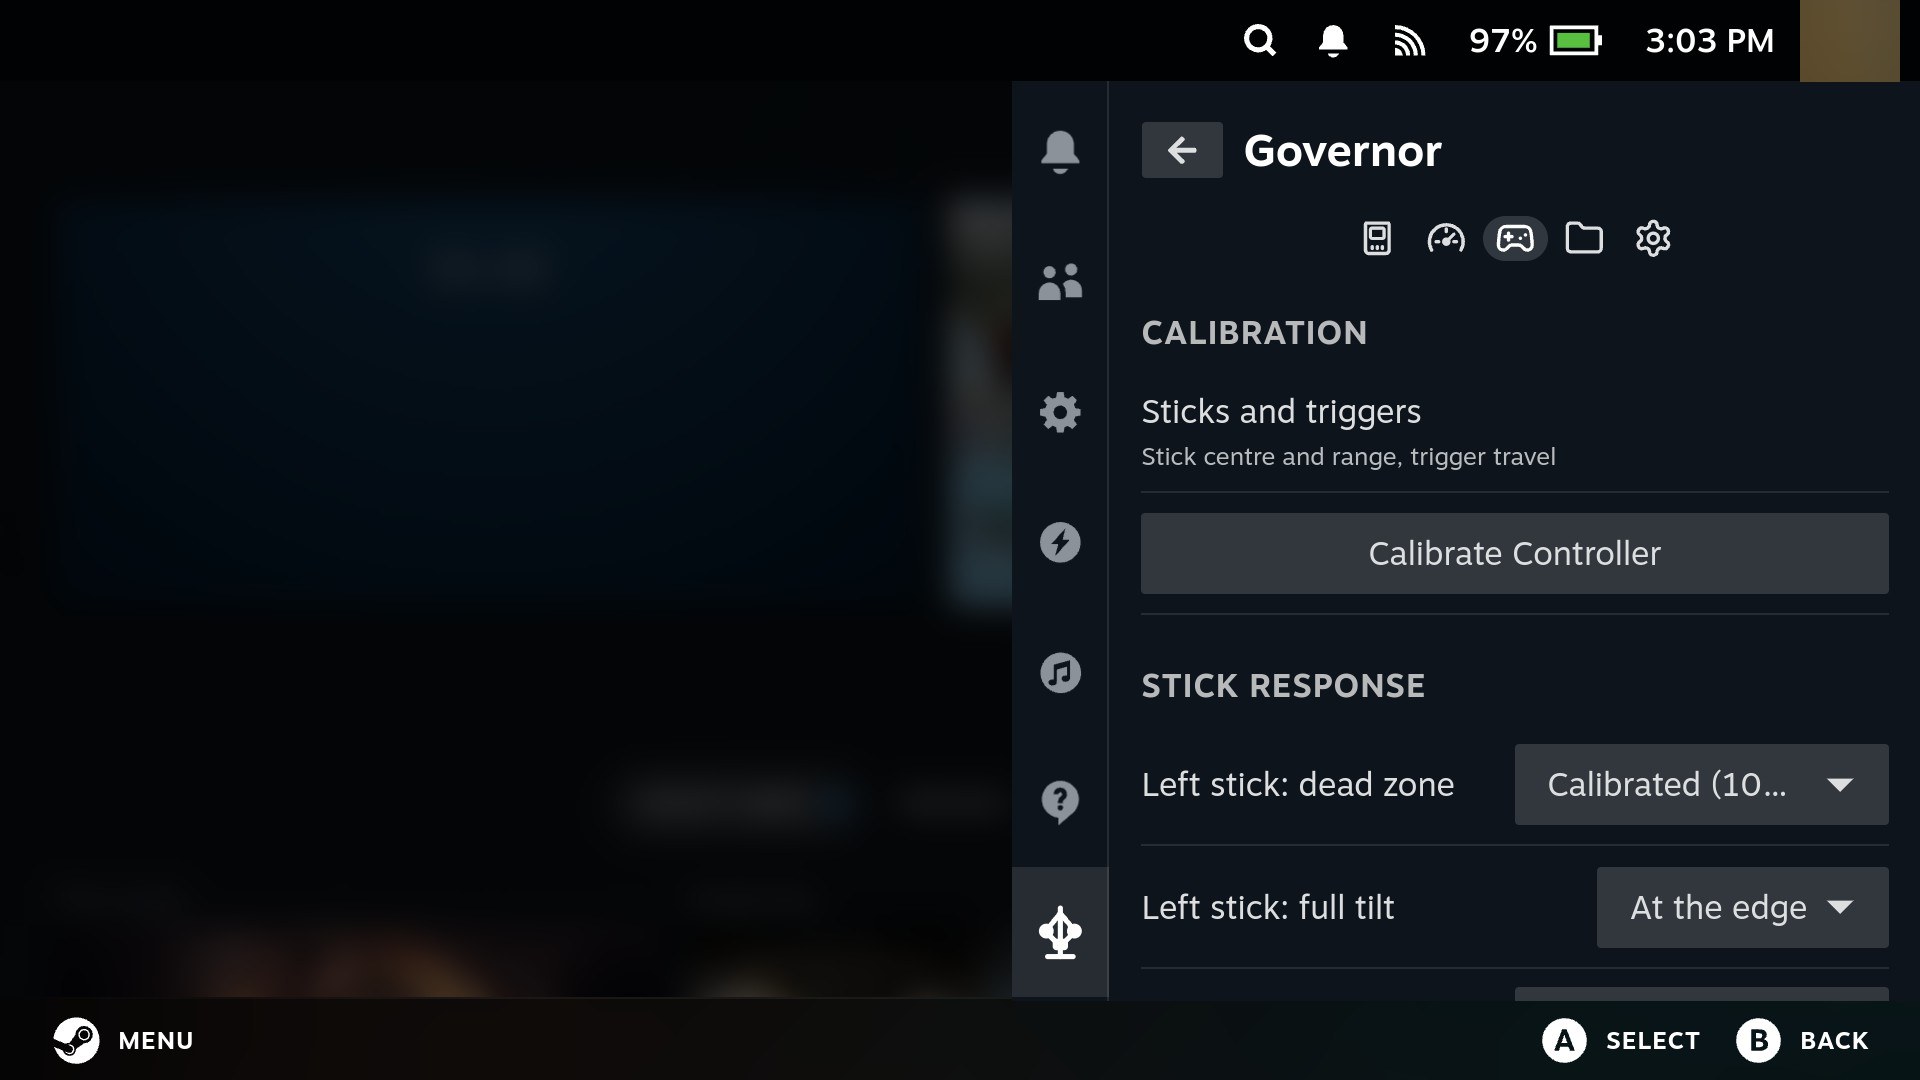 97%
3:03 PM
Governor
CALIBRATION
Sticks and triggers
Stick centre and range, trigger travel
Calibrate Controller
STICK RESPONSE
Left stick: dead zone
Calibrated (10...
Left stick: full tilt
At the edge
MENU
A SELECT
B BACK